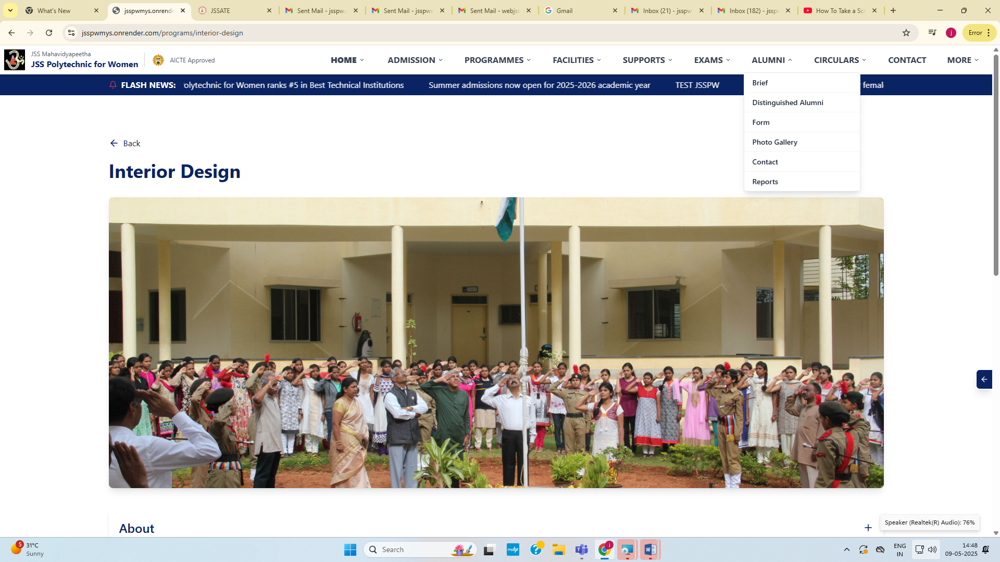 What's New
jsspwmys.onrende
JSSATE
Sent Mail - jsspw
Sent Mail - jsspw
Sent Mail - webjss
Gmail
Inbox (21) - jsspw
Inbox (182) - jssp
How To Take a Scr
jsspwmys.onrender.com/programs/interior-design
j
Error
JSS Mahavidyapeetha
JSS Polytechnic for Women
AICTE Approved
HOME
ADMISSION
PROGRAMMES
FACILITIES
SUPPORTS
EXAMS
ALUMNI
CIRCULARS
CONTACT
MORE
FLASH NEWS:
olytechnic for Women ranks #5 in Best Technical Institutions
Summer admissions now open for 2025-2026 academic year
TEST JSSPW
femal
Brief
Distinguished Alumni
Form
Photo Gallery
Contact
Reports
Back
Interior Design
About
Speaker (Realtek(R) Audio): 76%
5
31°C
Sunny
Search
myhp
j
ENG
IN
14:48
09-05-2025